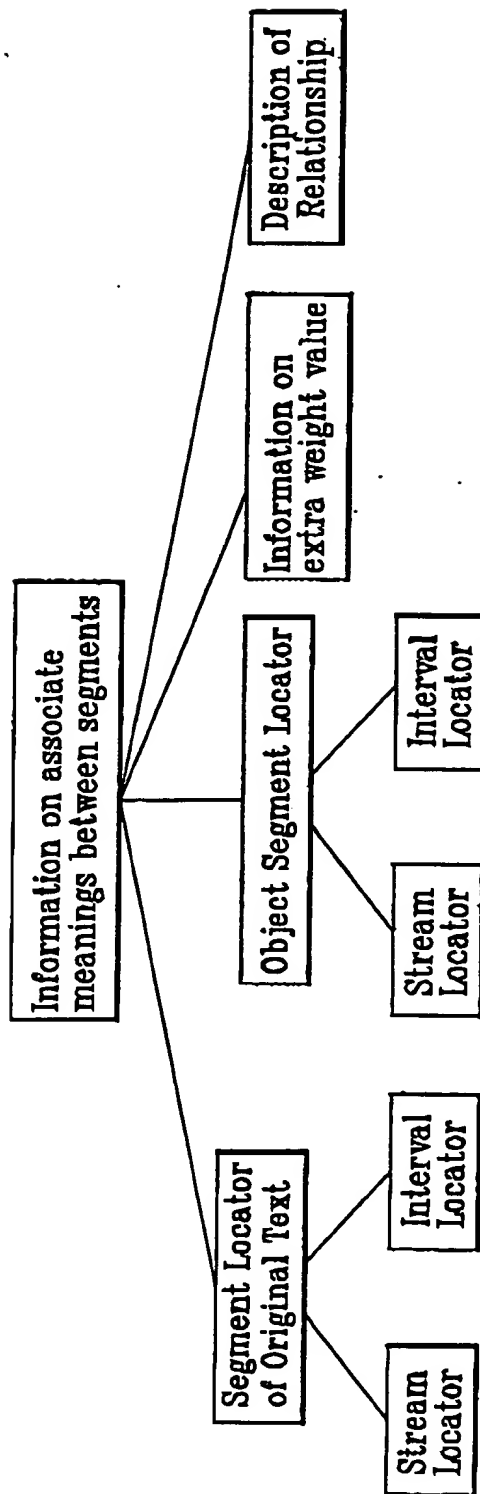 Information on associate
meanings between segments
Segment Locator
of Original Text
Object Segment Locator
Information on
extra weight value
Description of
Relationship
Stream
Locator
Interval
Locator
Stream
Locator
Interval
Locator